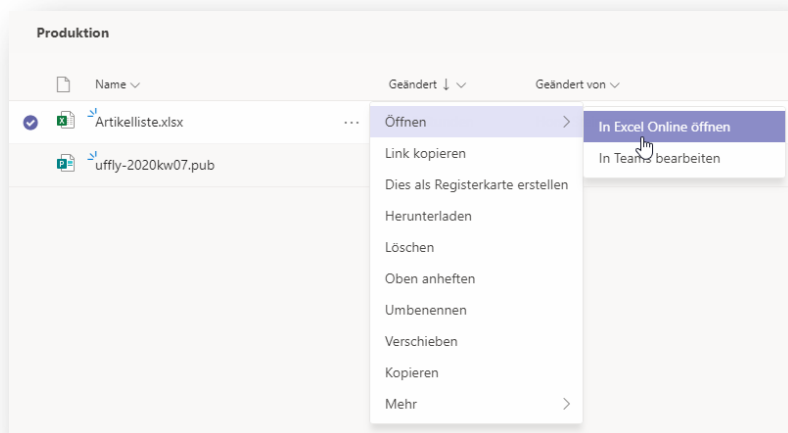 Produktion
Name Geändert ↓ Geändert von
Artikelliste.xlsx ... Öffnen > In Excel Online öffnen
uffly-2020kw07.pub Link kopieren In Teams bearbeiten
Dies als Registerkarte erstellen
Herunterladen
Löschen
Oben anheften
Umbenennen
Verschieben
Kopieren
Mehr >